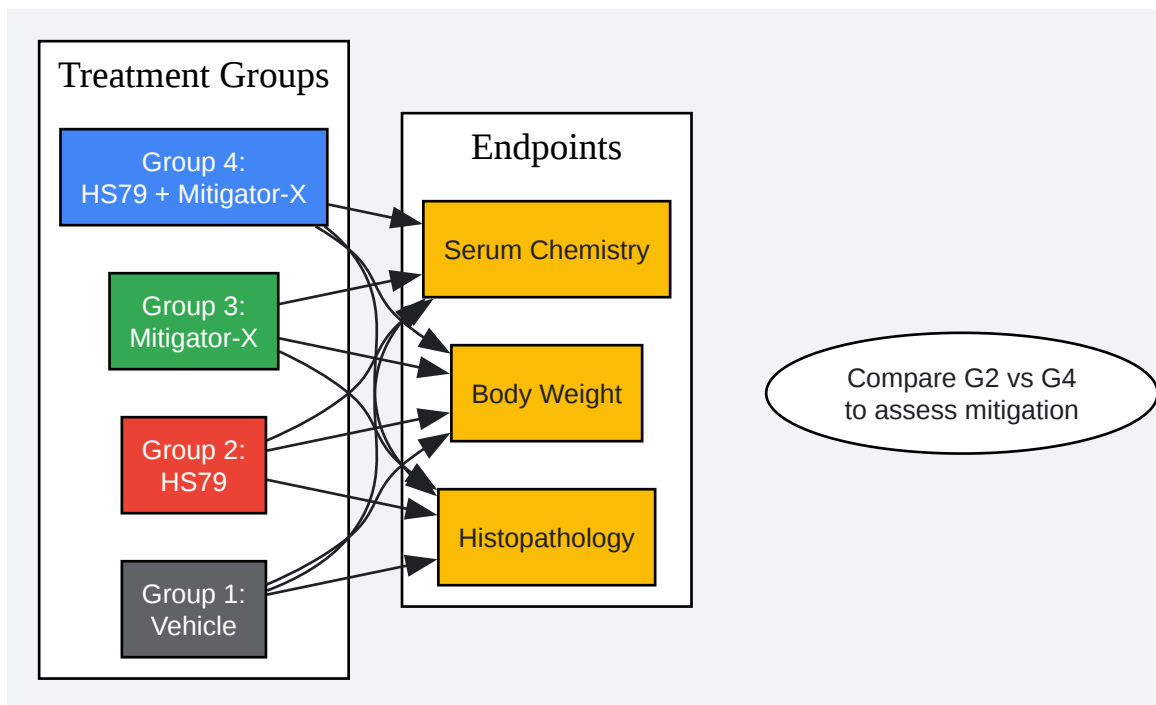 Treatment Groups
Group 4:
HS79 + Mitigator-X
Group 3:
Mitigator-X
Group 2:
HS79
Group 1:
Vehicle
Endpoints
Serum Chemistry
Body Weight
Histopathology
Compare G2 vs G4
to assess mitigation